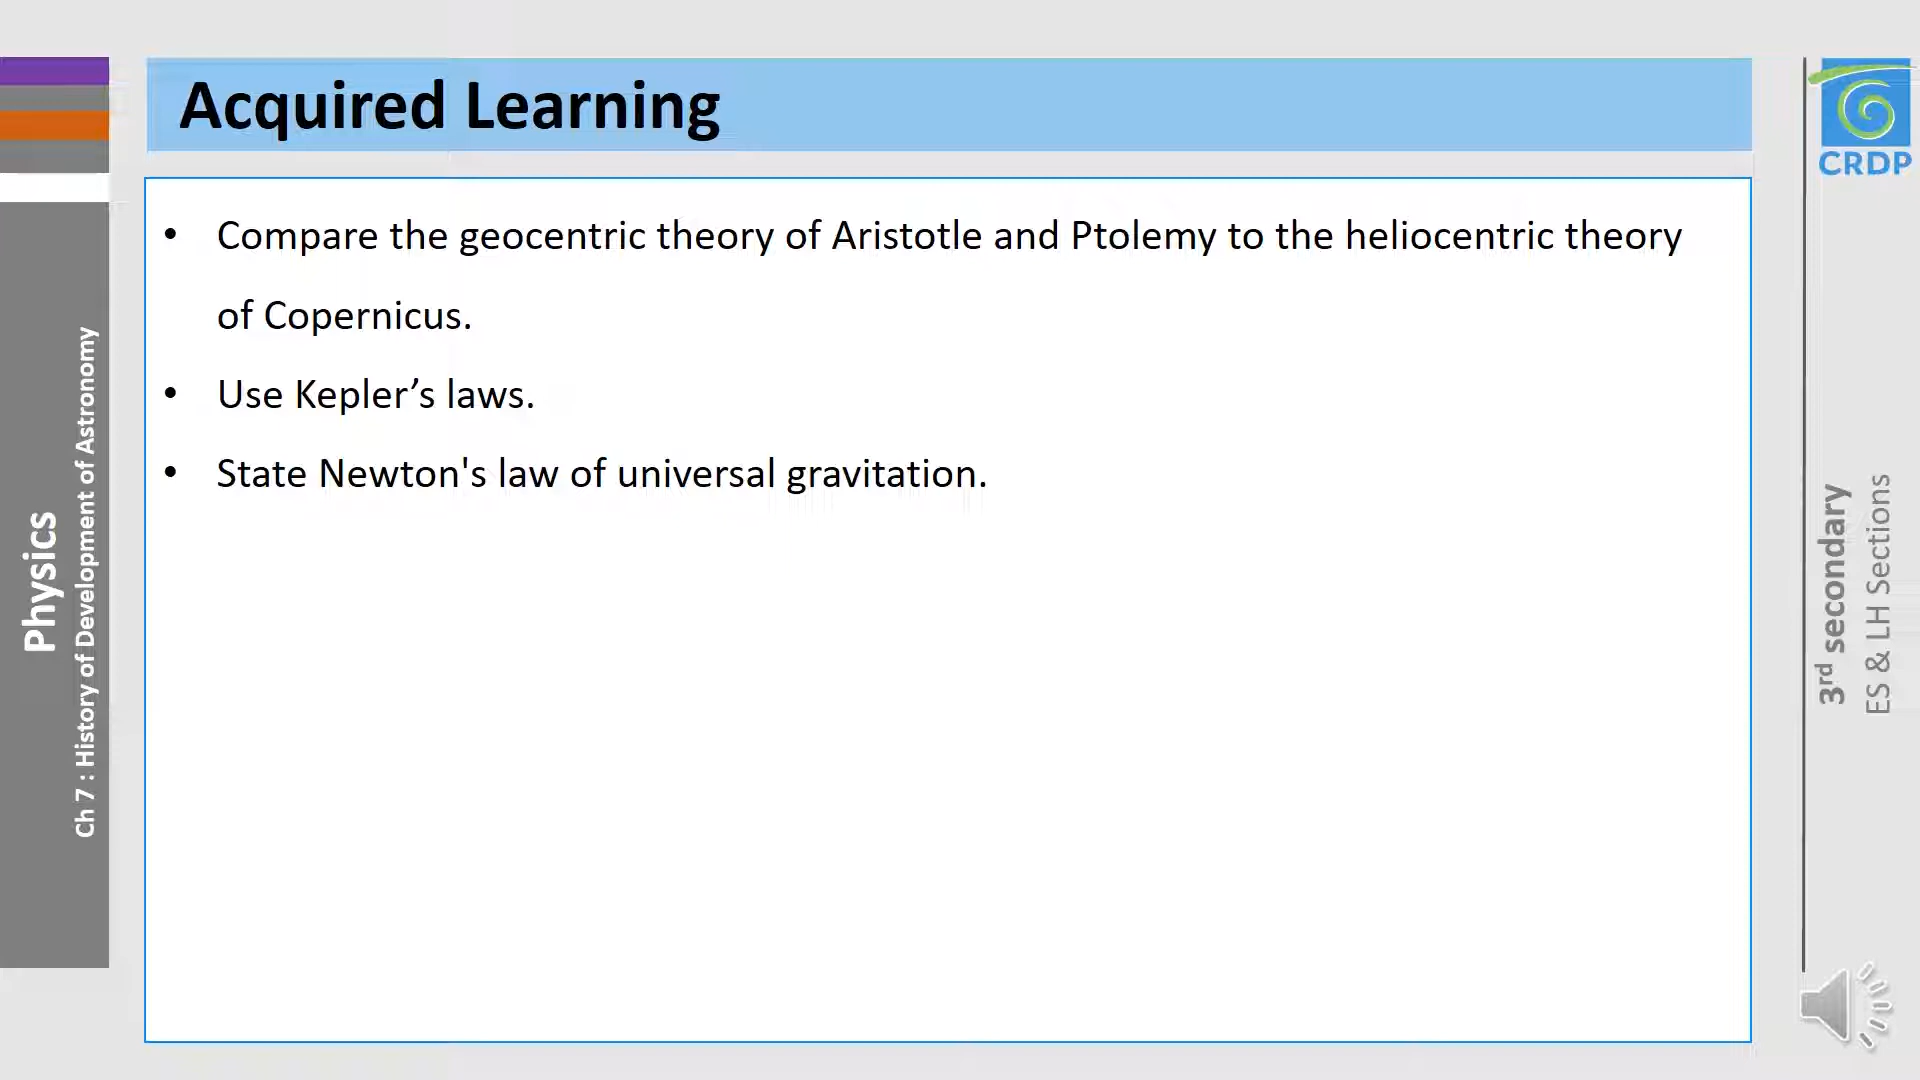 Acquired Learning
• Compare the geocentric theory of Aristotle and Ptolemy to the heliocentric theory
of Copernicus.
• Use Kepler’s laws.
• State Newton's law of universal gravitation.
Physics
Ch 7 : History of Development of Astronomy
CRDP
3rd secondary
ES & LH Sections